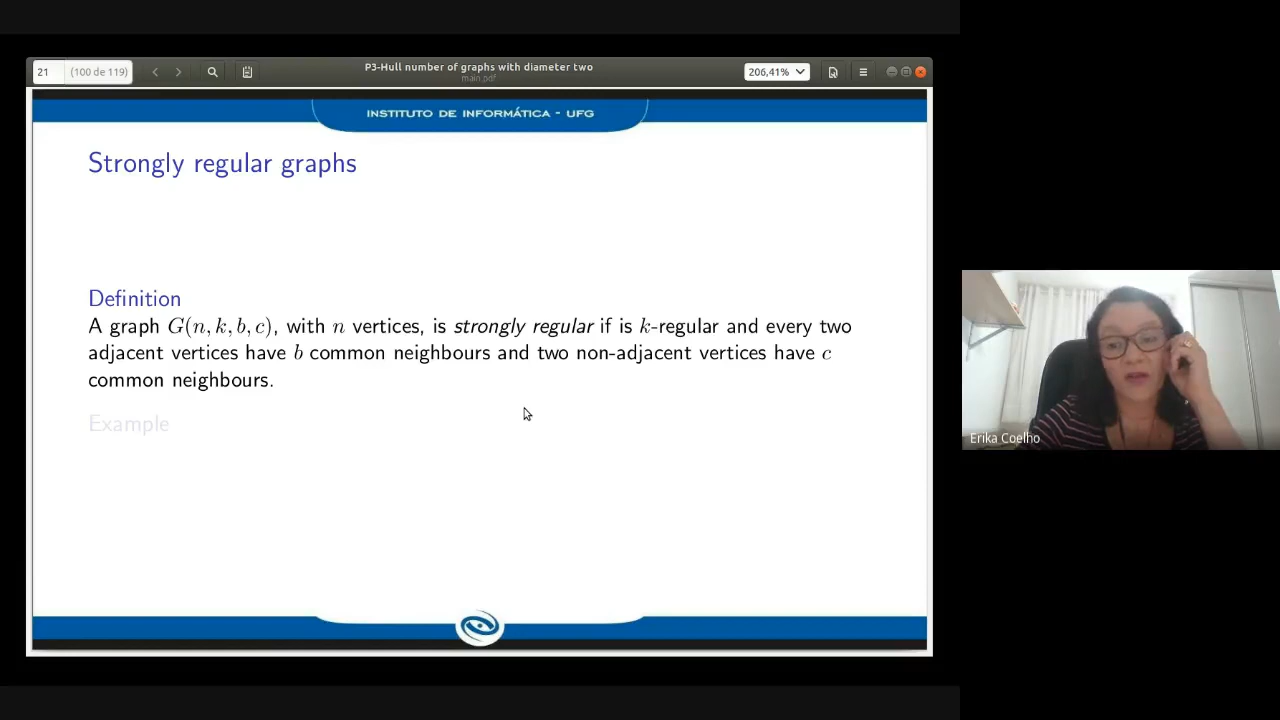 21 (100 de 119)
P3-Hull number of graphs with diameter two
main.pdf
206,41%
INSTITUTO DE INFORMÁTICA - UFG
Strongly regular graphs
Definition
A graph G(n, k, b, c), with n vertices, is strongly regular if is k-regular and every two
adjacent vertices have b common neighbours and two non-adjacent vertices have c
common neighbours.
Example
Erika Coelho